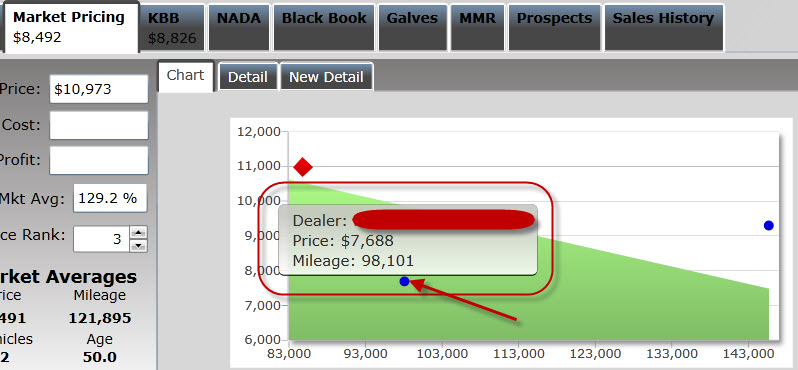 Market Pricing KBB NADA Black Book Galves MMR Prospects Sales History
$8,492 $8,826
Chart Detail New Detail
Price: $10,973
Cost:
Profit:
Mkt Avg: 129.2 %
ce Rank: 3
rket Averages
rice Mileage
491 121,895
nicles Age
2 50.0
12,000
11,000
10,000
9,000
8,000
7,000
6,000
Dealer:
Price: $7,688
Mileage: 98,101
83,000 93,000 103,000 113,000 123,000 133,000 143,000